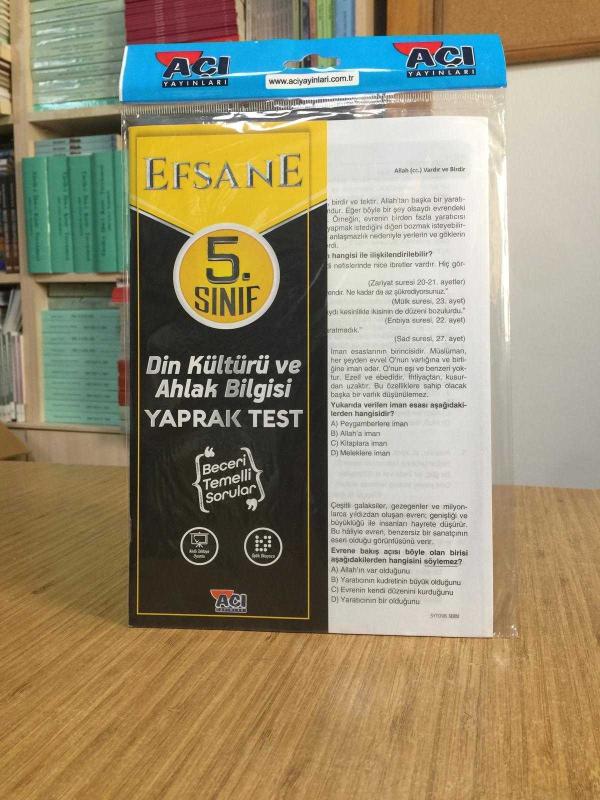 AÇI
YAYINLARI
www.aciyayinlari.com.tr
AÇI
YAYINLARI
EFSANE
5.
SINIF
Din Kültürü ve
Ahlak Bilgisi
YAPRAK TEST
Beceri
Temelli
Sorular
Akıllı Tahtaya
Uyumlu
Optik Okuyucu
AÇI
YAYINLARI
Allah (cc.) Vardır ve Birdir
birdir ve tektir. Allah'tan başka bir yaratı-
Eğer böyle bir şey olsaydı evrendeki
Örneğin, evrenin birden fazla yaratıcısı
yapmak istediğini diğeri bozmak isteyebilir-
anlaşmazlık nedeniyle yerlerin ve göklerin
hangisi ile ilişkilendirilebilir?
nefislerinde nice ibretler vardır. Hiç gör-
(Zariyat suresi 20-21. ayetler)
Ne kadar da az şükrediyorsunuz."
(Mülk suresi, 23. ayet)
kesinlikle ikisinin de düzeni bozulurdu."
(Enbiya suresi, 22. ayet)
(Sad suresi, 27. ayet)
İman esaslarının birincisidir. Müslüman,
her şeyden evvel O'nun varlığına ve birli-
ğine iman eder. O'nun eşi ve benzeri yok-
tur. Ezelî ve ebedîdir. İhtiyaçtan, kusur-
dan uzaktır. Bu özelliklere sahip olacak
başka bir varlık düşünülemez.
Yukarıda verilen iman esası aşağıdaki-
lerden hangisidir?
A) Peygamberlere iman
B) Allah'a iman
C) Kitaplara iman
D) Meleklere iman
Çeşitli galaksiler, gezegenler ve milyon-
larca yıldızdan oluşan evren; genişliği ve
büyüklüğü ile insanları hayrete düşürür.
Bu hâliyle evren, benzersiz bir sanatçının
eseri olduğu görüntüsünü verir.
Evrene bakış açısı böyle olan birisi
aşağıdakilerden hangisini söylemez?
A) Allah'ın var olduğunu
B) Yaratıcının kudretinin büyük olduğunu
C) Evrenin kendi düzenini kurduğunu
D) Yaratıcının bir olduğunu